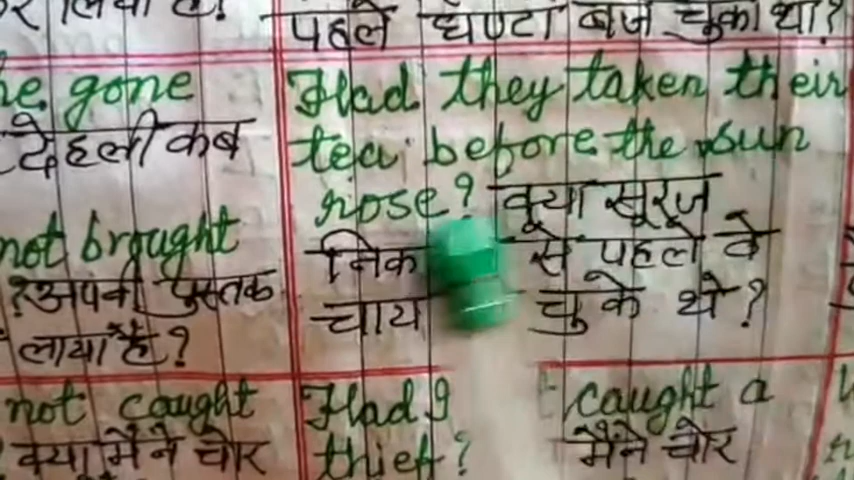 पहले घण्टा बज चुका था?
gone
देहली कब
not brought
अपनी पुस्तक
लाया है?
not caught
क्या मैंने चोर
Had they taken their
tea before the sun
rose? क्या सूरज
से पहले वे
चाय चुके थे?
Had I caught a
thief? मैंने चोर